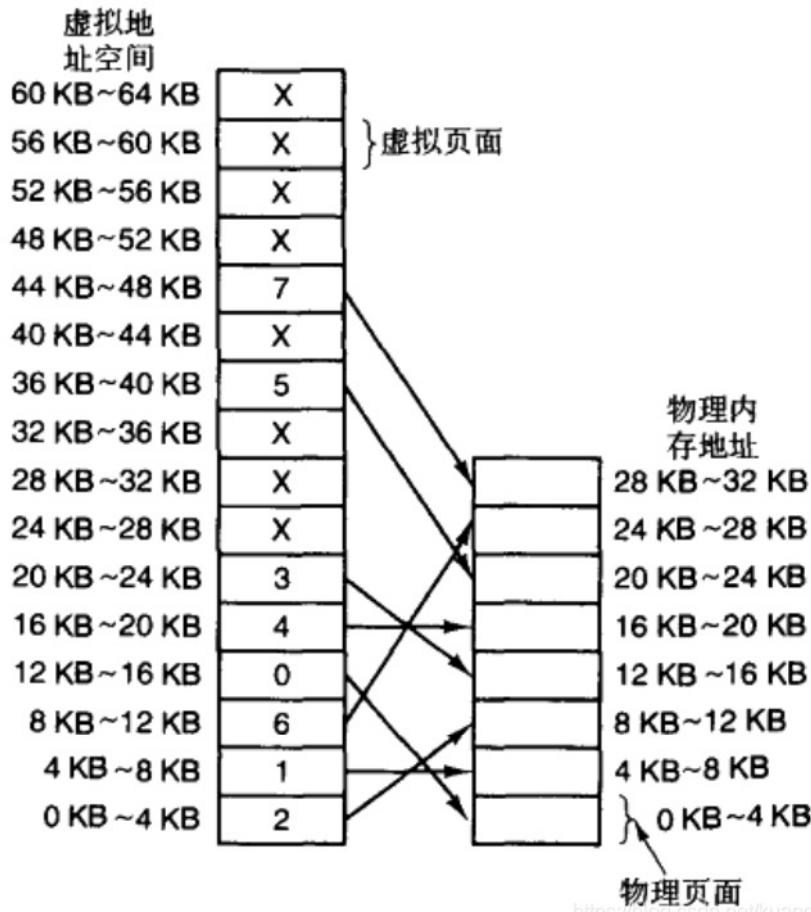 虚拟地
址空间
60 KB~64 KB X
56 KB~60 KB X 虚拟页面
52 KB~56 KB X
48 KB~52 KB X
44 KB~48 KB 7
40 KB~44 KB X
36 KB~40 KB 5
32 KB~36 KB X
28 KB~32 KB X
24 KB~28 KB X
20 KB~24 KB 3
16 KB~20 KB 4
12 KB~16 KB 0
8 KB~12 KB 6
4 KB~8 KB 1
0 KB~4 KB 2
物理内
存地址
28 KB~32 KB
24 KB~28 KB
20 KB~24 KB
16 KB~20 KB
12 KB~16 KB
8 KB~12 KB
4 KB~8 KB
0 KB~4 KB
物理页面